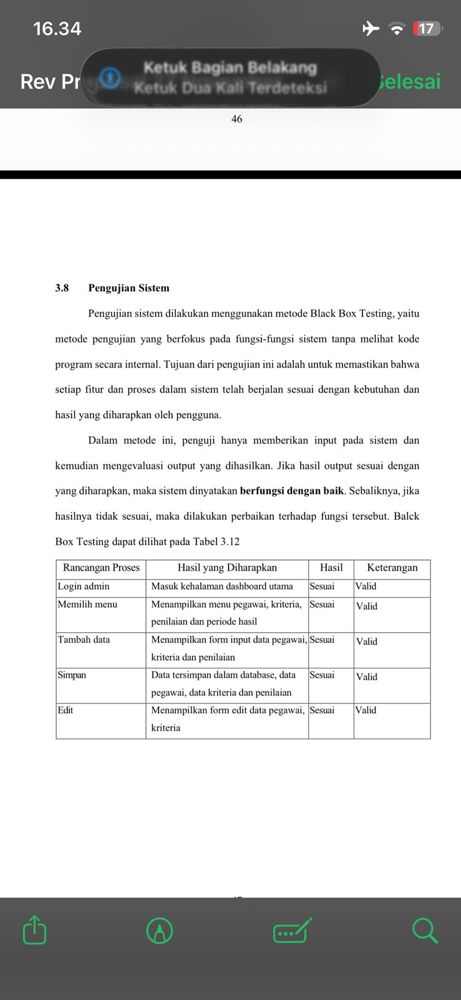 16.34
17
Rev Pr
Ketuk Bagian Belakang
Ketuk Dua Kali Terdeteksi
Selesai
46
3.8 Pengujian Sistem
Pengujian sistem dilakukan menggunakan metode Black Box Testing, yaitu
metode pengujian yang berfokus pada fungsi-fungsi sistem tanpa melihat kode
program secara internal. Tujuan dari pengujian ini adalah untuk memastikan bahwa
setiap fitur dan proses dalam sistem telah berjalan sesuai dengan kebutuhan dan
hasil yang diharapkan oleh pengguna.
Dalam metode ini, penguji hanya memberikan input pada sistem dan
kemudian mengevaluasi output yang dihasilkan. Jika hasil output sesuai dengan
yang diharapkan, maka sistem dinyatakan berfungsi dengan baik. Sebaliknya, jika
hasilnya tidak sesuai, maka dilakukan perbaikan terhadap fungsi tersebut. Balck
Box Testing dapat dilihat pada Tabel 3.12
Rancangan Proses Hasil yang Diharapkan Hasil Keterangan
Login admin Masuk kehalaman dashboard utama Sesuai Valid
Memilih menu Menampilkan menu pegawai, kriteria, Sesuai Valid
penilaian dan periode hasil
Tambah data Menampilkan form input data pegawai, Sesuai Valid
kriteria dan penilaian
Simpan Data tersimpan dalam database, data Sesuai Valid
pegawai, data kriteria dan penilaian
Edit Menampilkan form edit data pegawai, Sesuai Valid
kriteria